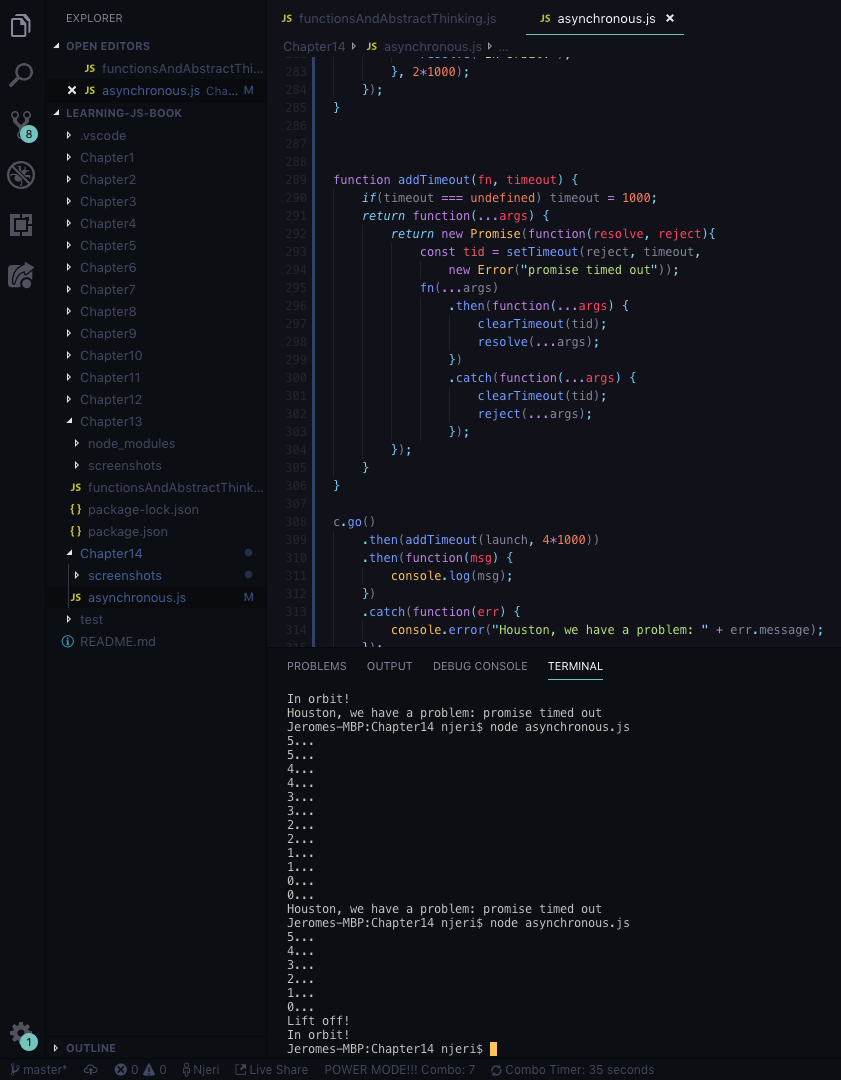 EXPLORER
OPEN EDITORS
JS functionsAndAbstractThi...
JS asynchronous.js Cha... M
LEARNING-JS-BOOK
.vscode
Chapter1
Chapter2
Chapter3
Chapter4
Chapter5
Chapter6
Chapter7
Chapter8
Chapter9
Chapter10
Chapter11
Chapter12
Chapter13
node_modules
screenshots
JS functionsAndAbstractThink...
{} package-lock.json
{} package.json
Chapter14
screenshots
JS asynchronous.js M
test
README.md
OUTLINE
8
1
JS functionsAndAbstractThinking.js
JS asynchronous.js
Chapter14 JS asynchronous.js ...
283 }, 2*1000);
284 });
285 }
286
287
288
289 function addTimeout(fn, timeout) {
290 if(timeout === undefined) timeout = 1000;
291 return function(...args) {
292 return new Promise(function(resolve, reject){
293 const tid = setTimeout(reject, timeout,
294 new Error("promise timed out"));
295 fn(...args)
296 .then(function(...args) {
297 clearTimeout(tid);
298 resolve(...args);
299 })
300 .catch(function(...args) {
301 clearTimeout(tid);
302 reject(...args);
303 });
304 });
305 }
306 }
307
308 c.go()
309 .then(addTimeout(launch, 4*1000))
310 .then(function(msg) {
311 console.log(msg);
312 })
313 .catch(function(err) {
314 console.error("Houston, we have a problem: " + err.message);
PROBLEMS OUTPUT DEBUG CONSOLE TERMINAL
In orbit!
Houston, we have a problem: promise timed out
Jeromes-MBP:Chapter14 njeri$ node asynchronous.js
5...
5...
4...
4...
3...
3...
2...
2...
1...
1...
0...
0...
Houston, we have a problem: promise timed out
Jeromes-MBP:Chapter14 njeri$ node asynchronous.js
5...
4...
3...
2...
1...
0...
Lift off!
In orbit!
Jeromes-MBP:Chapter14 njeri$
master* 0 0 Njeri Live Share POWER MODE!!! Combo: 7 Combo Timer: 35 seconds